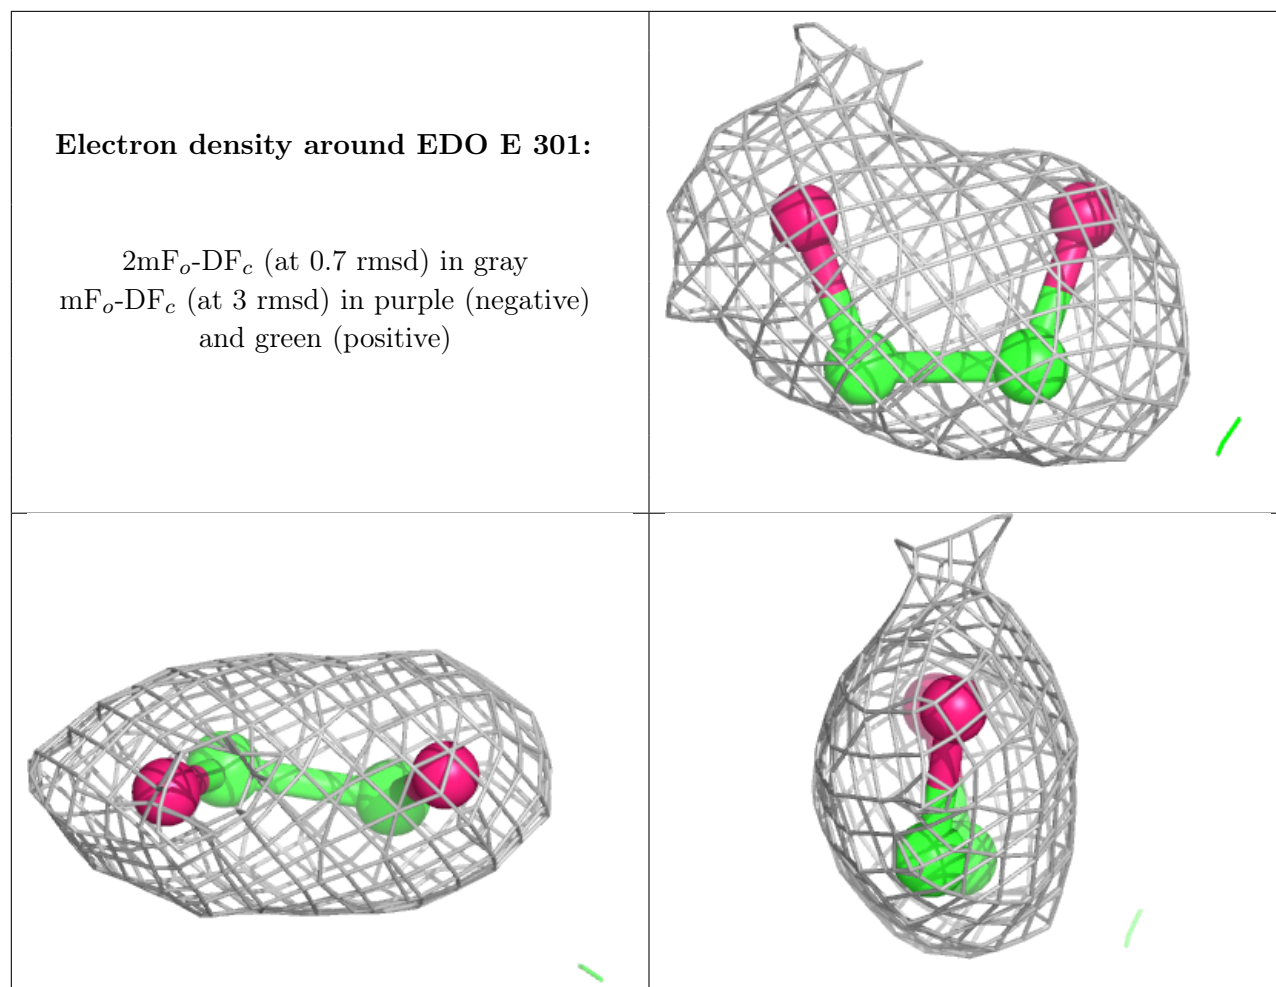 Electron density around EDO E 301:
2mFo-DFc (at 0.7 rmsd) in gray
mFo-DFc (at 3 rmsd) in purple (negative)
and green (positive)